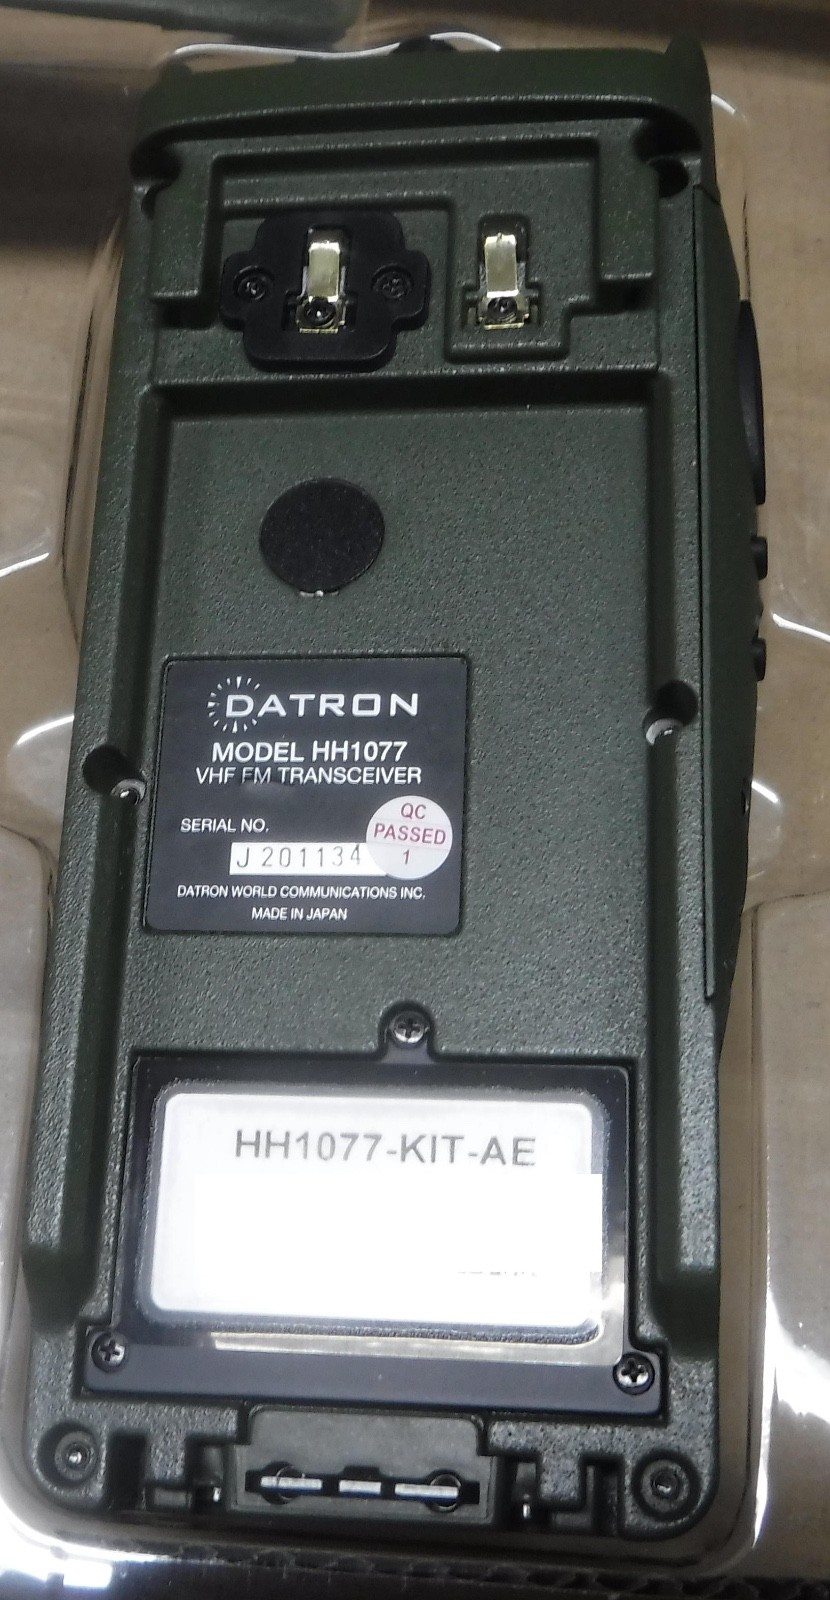 DATRON
MODEL HH1077
VHF FM TRANSCEIVER
SERIAL NO.
J 201134
QC
PASSED
1
DATRON WORLD COMMUNICATIONS INC.
MADE IN JAPAN
HH1077-KIT-AE